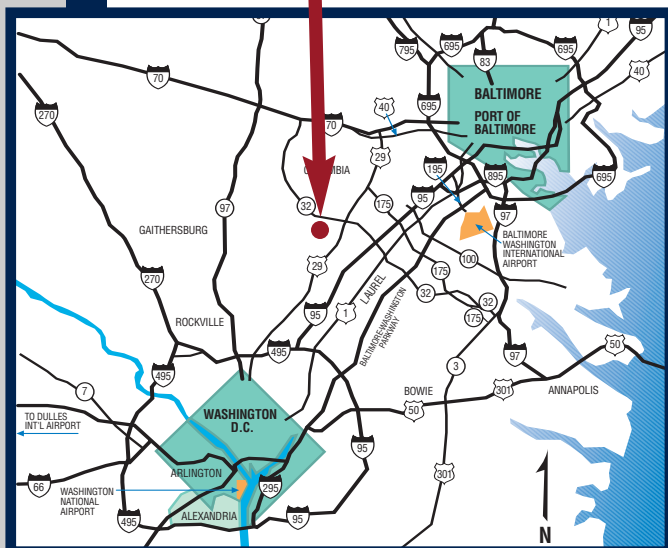 1
95
695
695
795
83
70
40
270
BALTIMORE
PORT OF
BALTIMORE
40
695
70
29
COLUMBIA
195
895
695
32
175
95
97
97
GAITHERSBURG
BALTIMORE
WASHINGTON
INTERNATIONAL
AIRPORT
100
29
175
270
LAUREL
32
32
95
1
175
ROCKVILLE
BALTIMORE-WASHINGTON
PARKWAY
495
97
50
495
3
7
BOWIE
301
ANNAPOLIS
50
WASHINGTON
D.C.
TO DULLES
INT'L AIRPORT
95
ARLINGTON
301
66
WASHINGTON
NATIONAL
AIRPORT
295
ALEXANDRIA
495
95
N